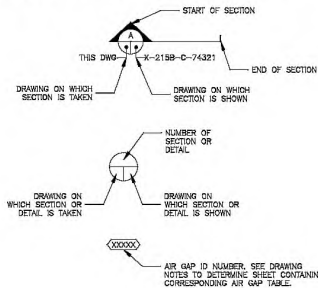 START OF SECTION
A
THIS DWG
X-215B-C-74321
END OF SECTION
DRAWING ON WHICH
SECTION IS TAKEN
DRAWING ON WHICH
SECTION IS SHOWN
NUMBER OF
SECTION OR
DETAIL
DRAWING ON
WHICH SECTION OR
DETAIL IS TAKEN
DRAWING ON
WHICH SECTION OR
DETAIL IS SHOWN
XXXXX
AIR GAP ID NUMBER. SEE DRAWING
NOTES TO DETERMINE SHEET CONTAININ
CORRESPONDING AIR GAP TABLE.